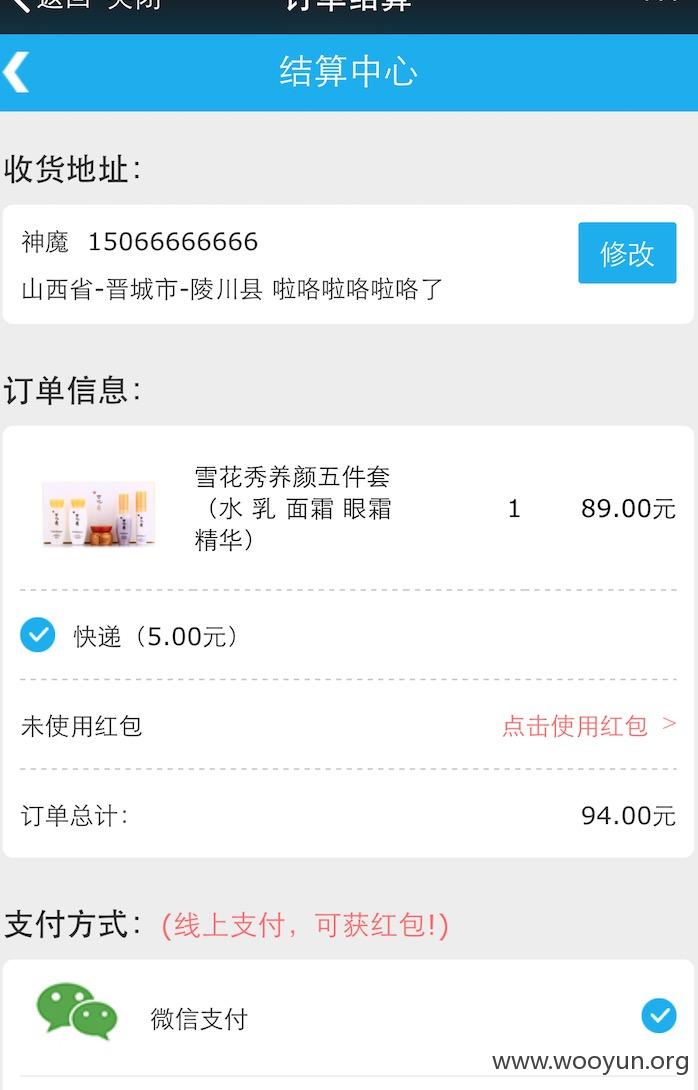 返回 关闭 订单结算
结算中心
收货地址:
神魔 15066666666
修改
山西省-晋城市-陵川县 啦咯啦咯啦咯了
订单信息:
雪花秀养颜五件套
（水 乳 面霜 眼霜
精华）
1 89.00元
快递（5.00元）
未使用红包 点击使用红包 >
订单总计: 94.00元
支付方式: (线上支付，可获红包!)
微信支付
www.wooyun.org